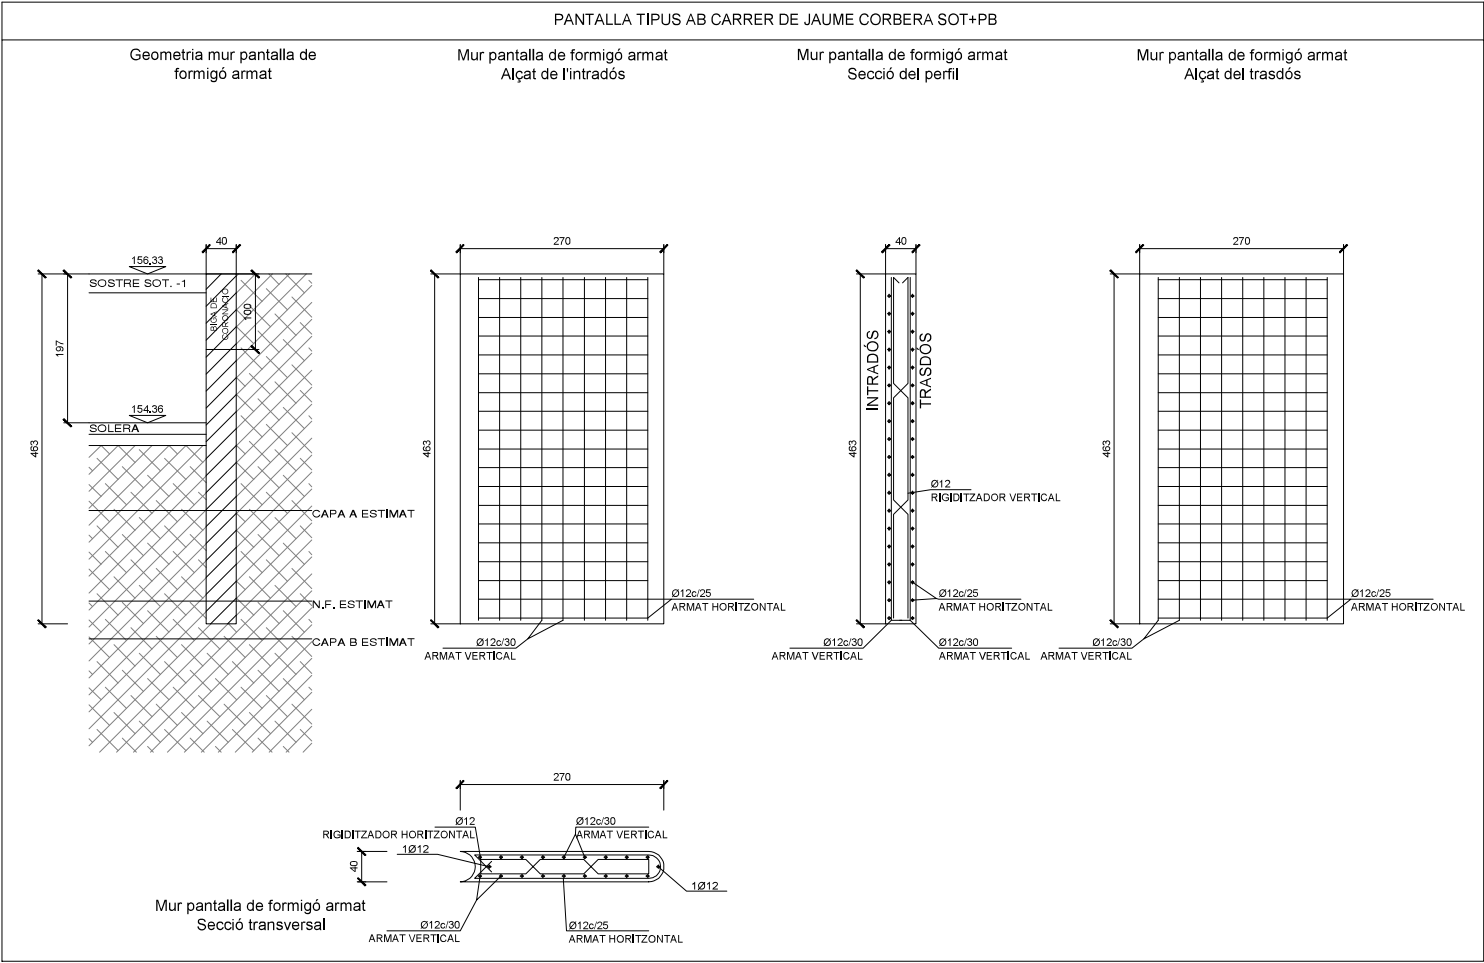 PANTALLA TIPUS AB CARRER DE JAUME CORBERA SOT+PB
Geometria mur pantalla de
formigó armat
Mur pantalla de formigó armat
Alçat de l'intradós
Mur pantalla de formigó armat
Secció del perfil
Mur pantalla de formigó armat
Alçat del trasdós
40
156.33
SOSTRE SOT. -1
BIGA DE
CORONACIÓ
100
197
154.36
SOLERA
463
CAPA A ESTIMAT
N.F. ESTIMAT
CAPA B ESTIMAT
270
463
Ø12c/25
ARMAT HORITZONTAL
Ø12c/30
ARMAT VERTICAL
40
463
INTRADÓS
TRASDÓS
Ø12
RIGIDITZADOR VERTICAL
Ø12c/25
ARMAT HORITZONTAL
Ø12c/30
ARMAT VERTICAL
Ø12c/30
ARMAT VERTICAL
270
463
Ø12c/25
ARMAT HORITZONTAL
Ø12c/30
ARMAT VERTICAL
270
Ø12
RIGIDITZADOR HORITZONTAL
Ø12c/30
ARMAT VERTICAL
1Ø12
40
1Ø12
Mur pantalla de formigó armat
Secció transversal
Ø12c/30
ARMAT VERTICAL
Ø12c/25
ARMAT HORITZONTAL